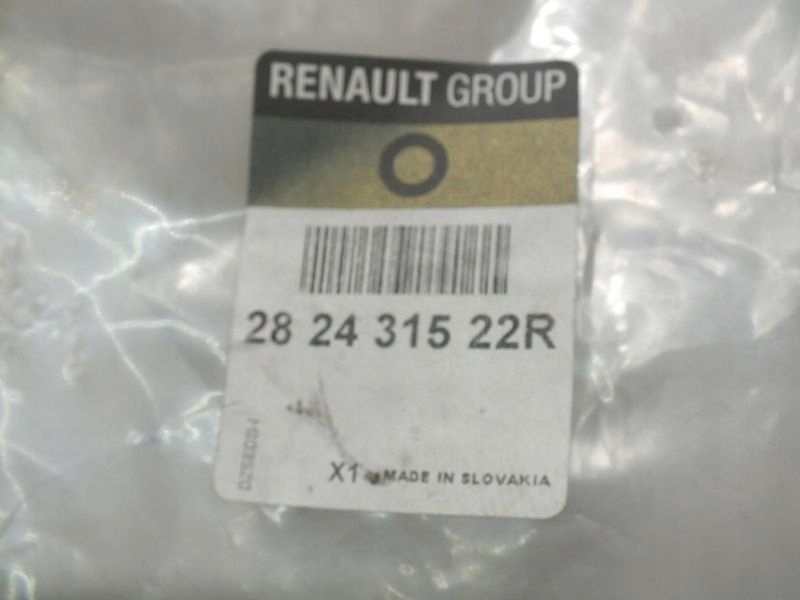 RENAULT GROUP
28 24 315 22R
X1 MADE IN SLOVAKIA